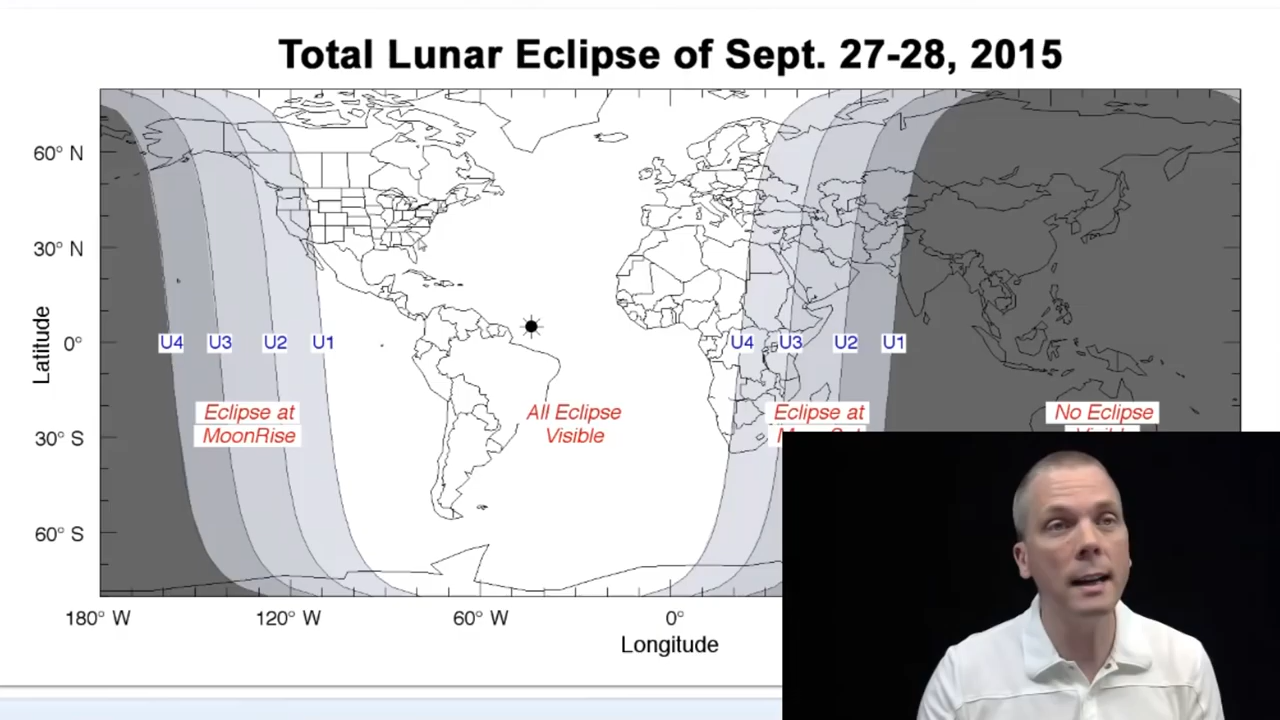 Total Lunar Eclipse of Sept. 27-28, 2015
60° N
30° N
0°
30° S
60° S
Latitude
U4 U3 U2 U1 U4 U3 U2 U1
Eclipse at
MoonRise
All Eclipse
Visible
Eclipse at
No Eclipse
180° W 120° W 60° W 0°
Longitude